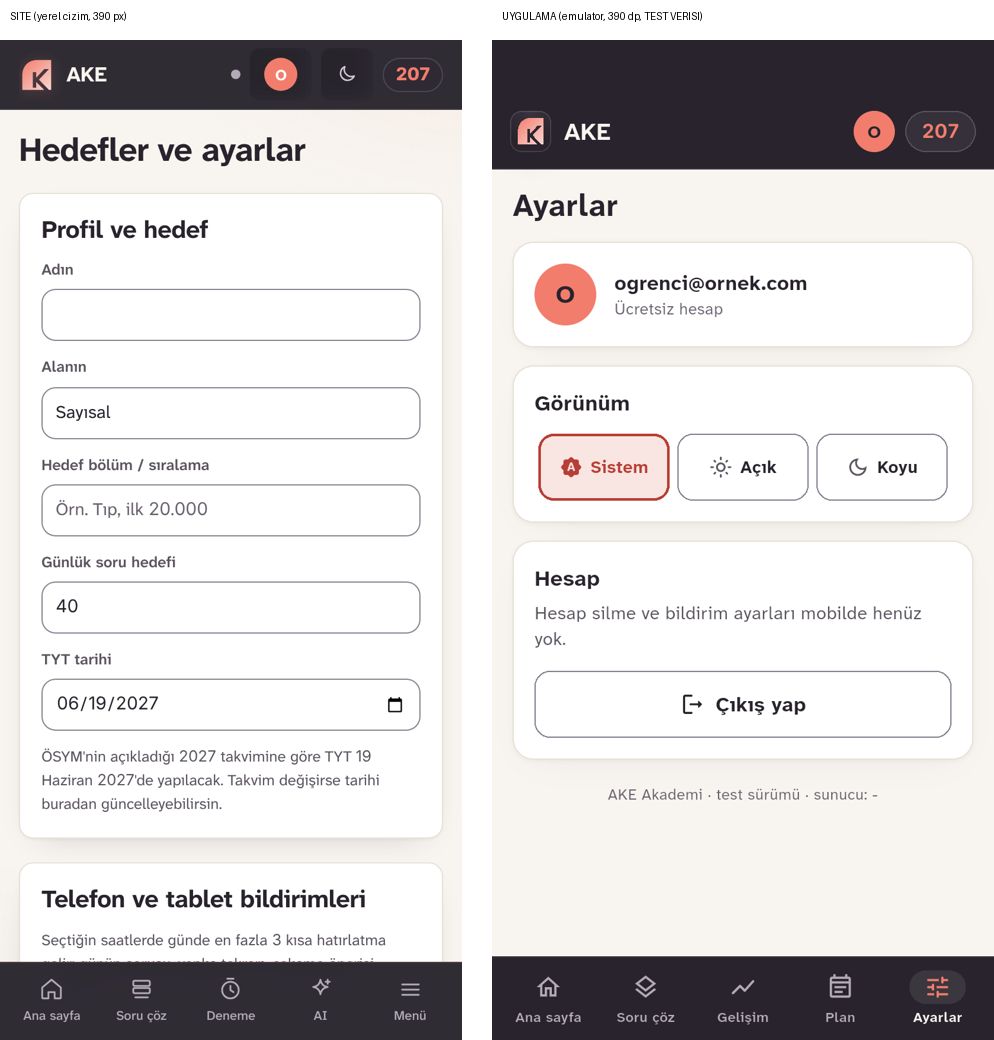 SITE (yerel cizim, 390 px)
AKE
O
207
Hedefler ve ayarlar
Profil ve hedef
Adın
Alanın
Sayısal
Hedef bölüm / sıralama
Örn. Tıp, ilk 20.000
Günlük soru hedefi
40
TYT tarihi
06/19/2027
ÖSYM'nin açıkladığı 2027 takvimine göre TYT 19
Haziran 2027'de yapılacak. Takvim değişirse tarihi
buradan güncelleyebilirsin.
Telefon ve tablet bildirimleri
Seçtiğin saatlerde günde en fazla 3 kısa hatırlatma
Ana sayfa
Soru çöz
Deneme
AI
Menü
UYGULAMA (emulator, 390 dp, TEST VERISI)
K
AKE
O
207
Ayarlar
O
ogrenci@ornek.com
Ücretsiz hesap
Görünüm
A
Sistem
Açık
Koyu
Hesap
Hesap silme ve bildirim ayarları mobilde henüz
yok.
Çıkış yap
AKE Akademi · test sürümü · sunucu: -
Ana sayfa
Soru çöz
Gelişim
Plan
Ayarlar